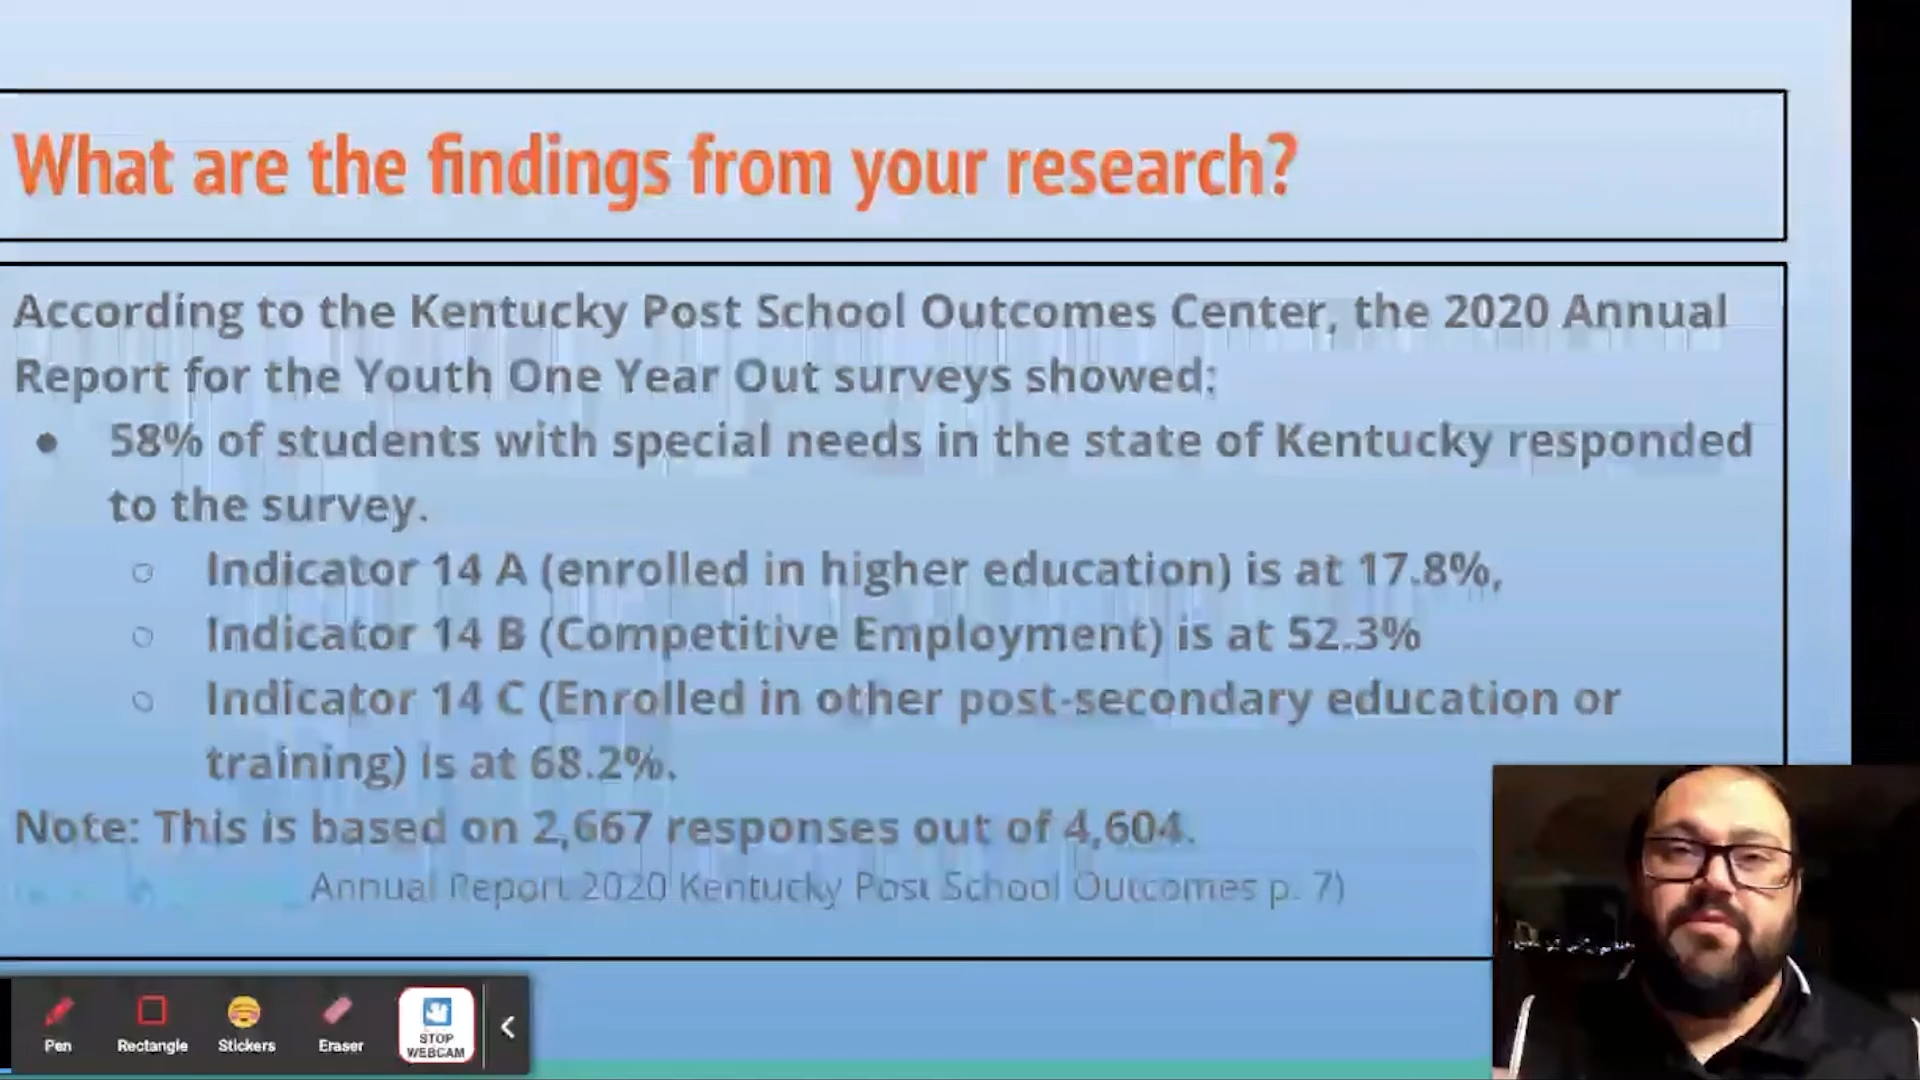 What are the findings from your research?
According to the Kentucky Post School Outcomes Center, the 2020 Annual
Report for the Youth One Year Out surveys showed:
● 58% of students with special needs in the state of Kentucky responded
to the survey.
○ Indicator 14 A (enrolled in higher education) is at 17.8%,
○ Indicator 14 B (Competitive Employment) is at 52.3%
○ Indicator 14 C (Enrolled in other post-secondary education or
training) is at 68.2%.
Note: This is based on 2,667 responses out of 4,604.
Annual Report 2020 Kentucky Post School Outcomes p. 7)
Pen
Rectangle
Stickers
Eraser
STOP
WEBCAM